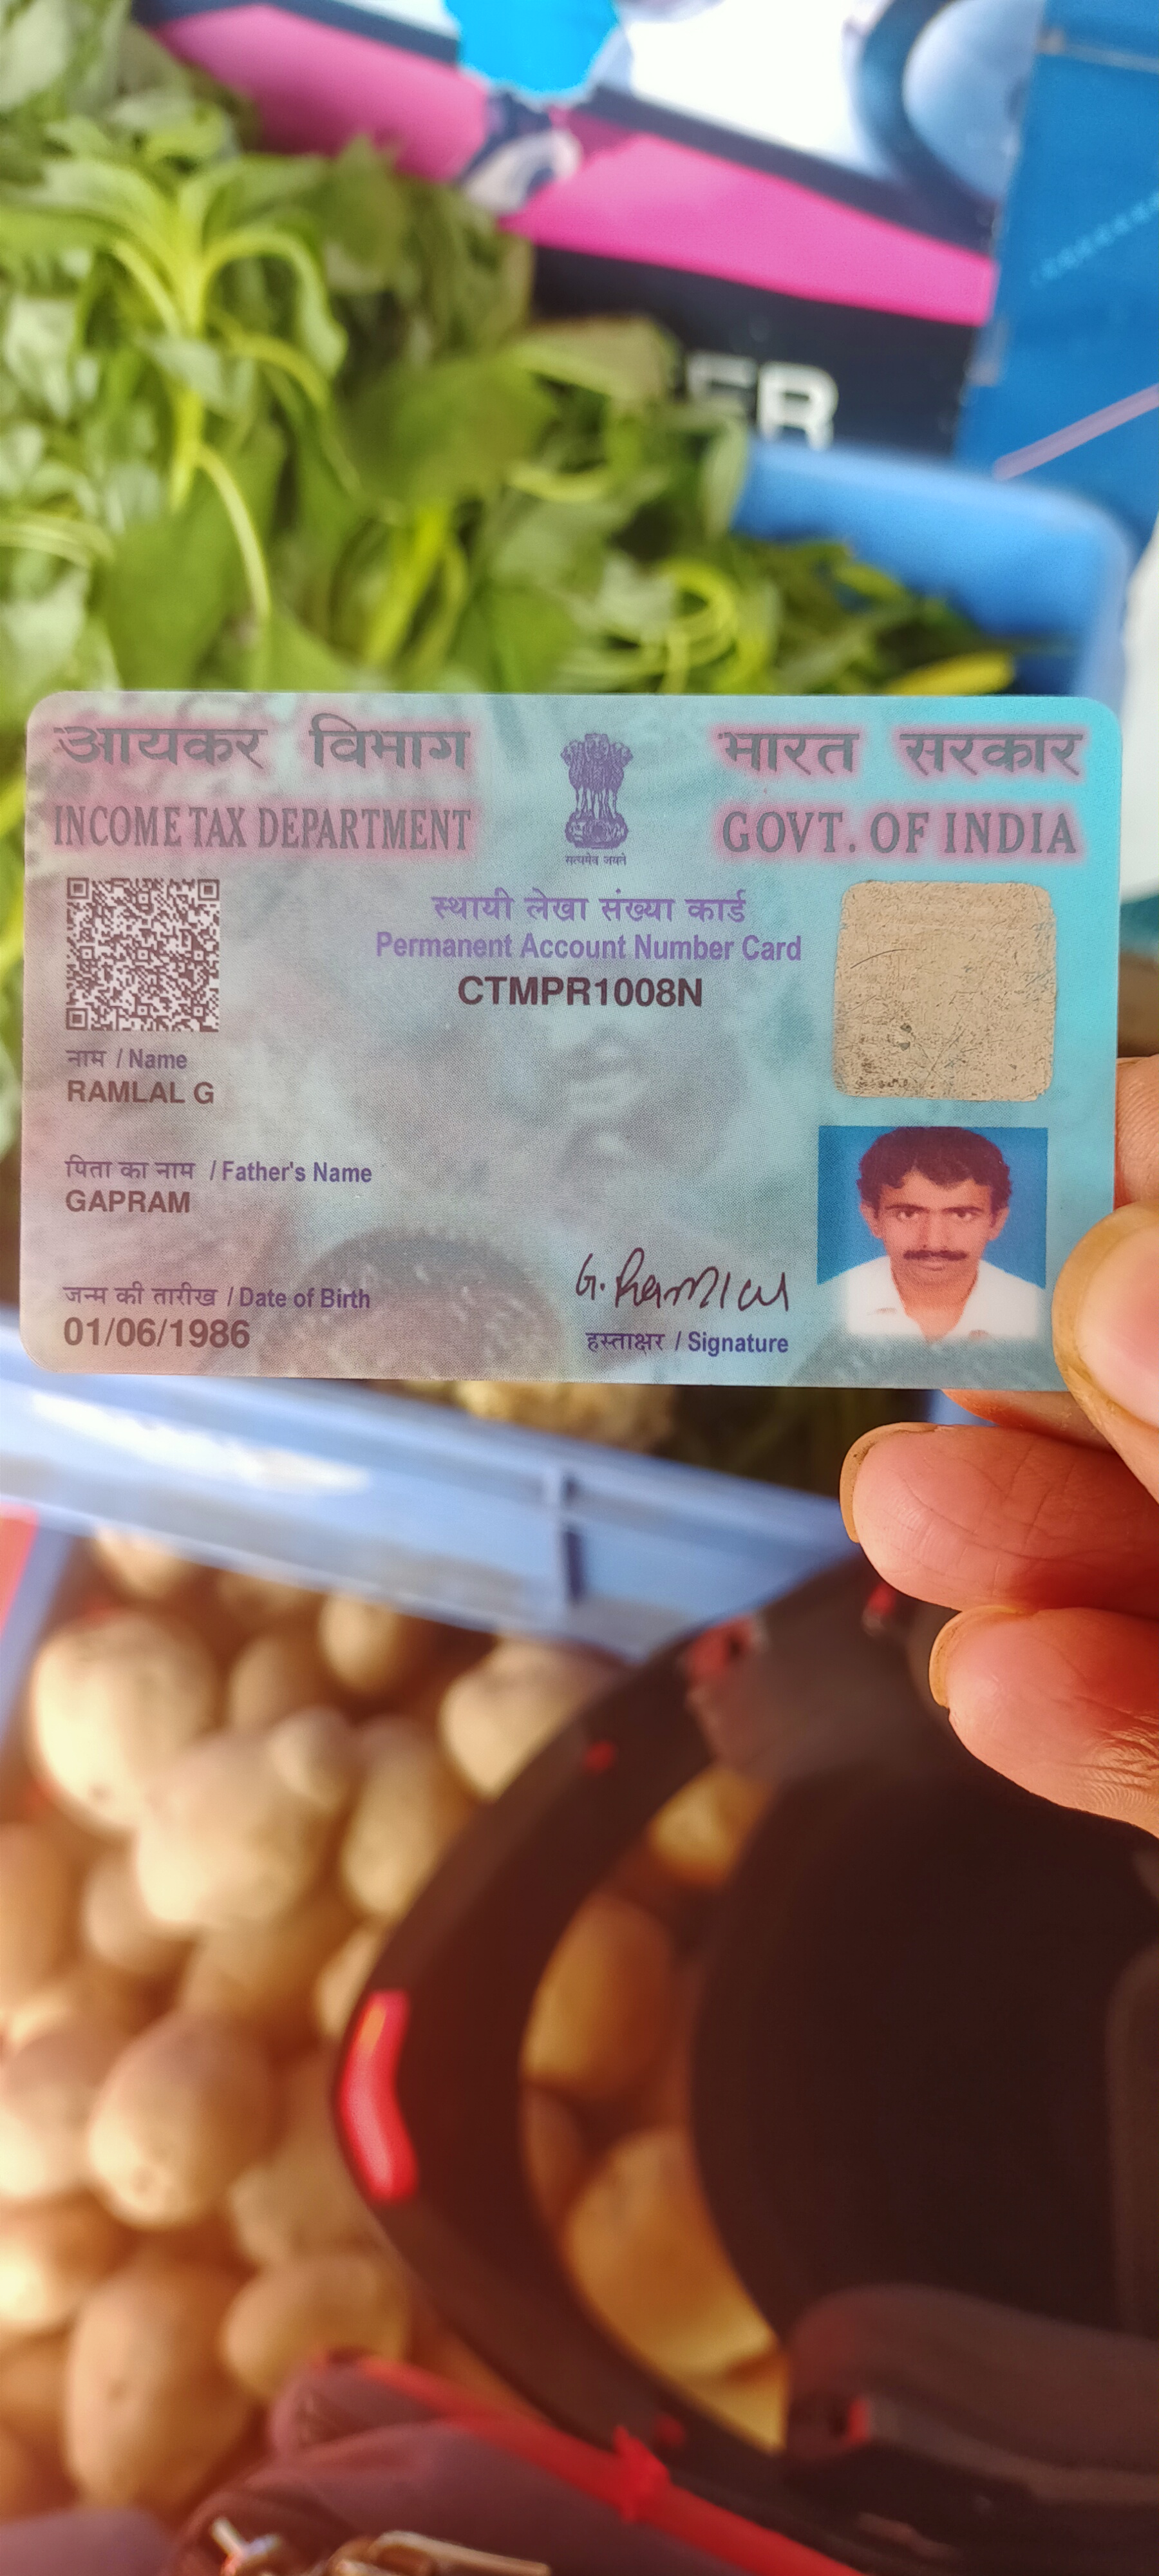 ER
आयकर विभाग
INCOME TAX DEPARTMENT
सत्यमेव जयते
भारत सरकार
GOVT. OF INDIA
स्थायी लेखा संख्या कार्ड
Permanent Account Number Card
CTMPR1008N
नाम / Name
RAMLAL G
पिता का नाम / Father's Name
GAPRAM
जन्म की तारीख / Date of Birth
01/06/1986
G. Ramlal
हस्ताक्षर / Signature